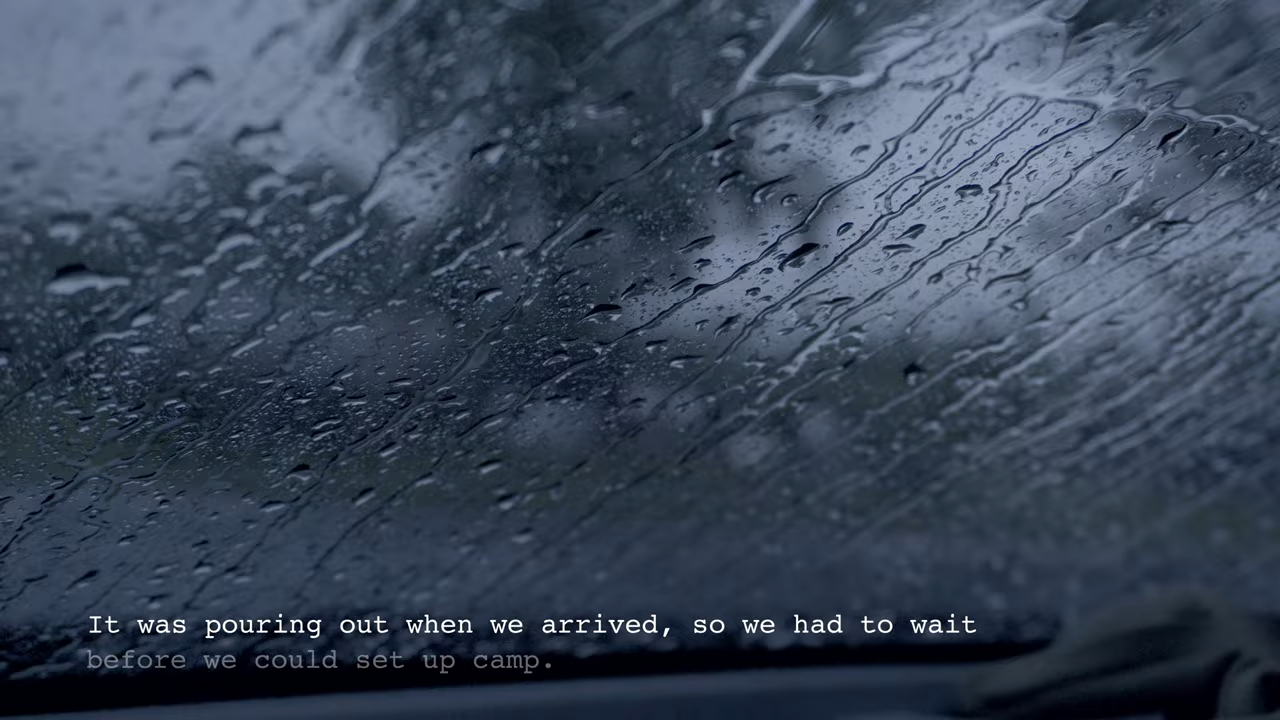 It was pouring out when we arrived, so we had to wait
before we could set up camp.